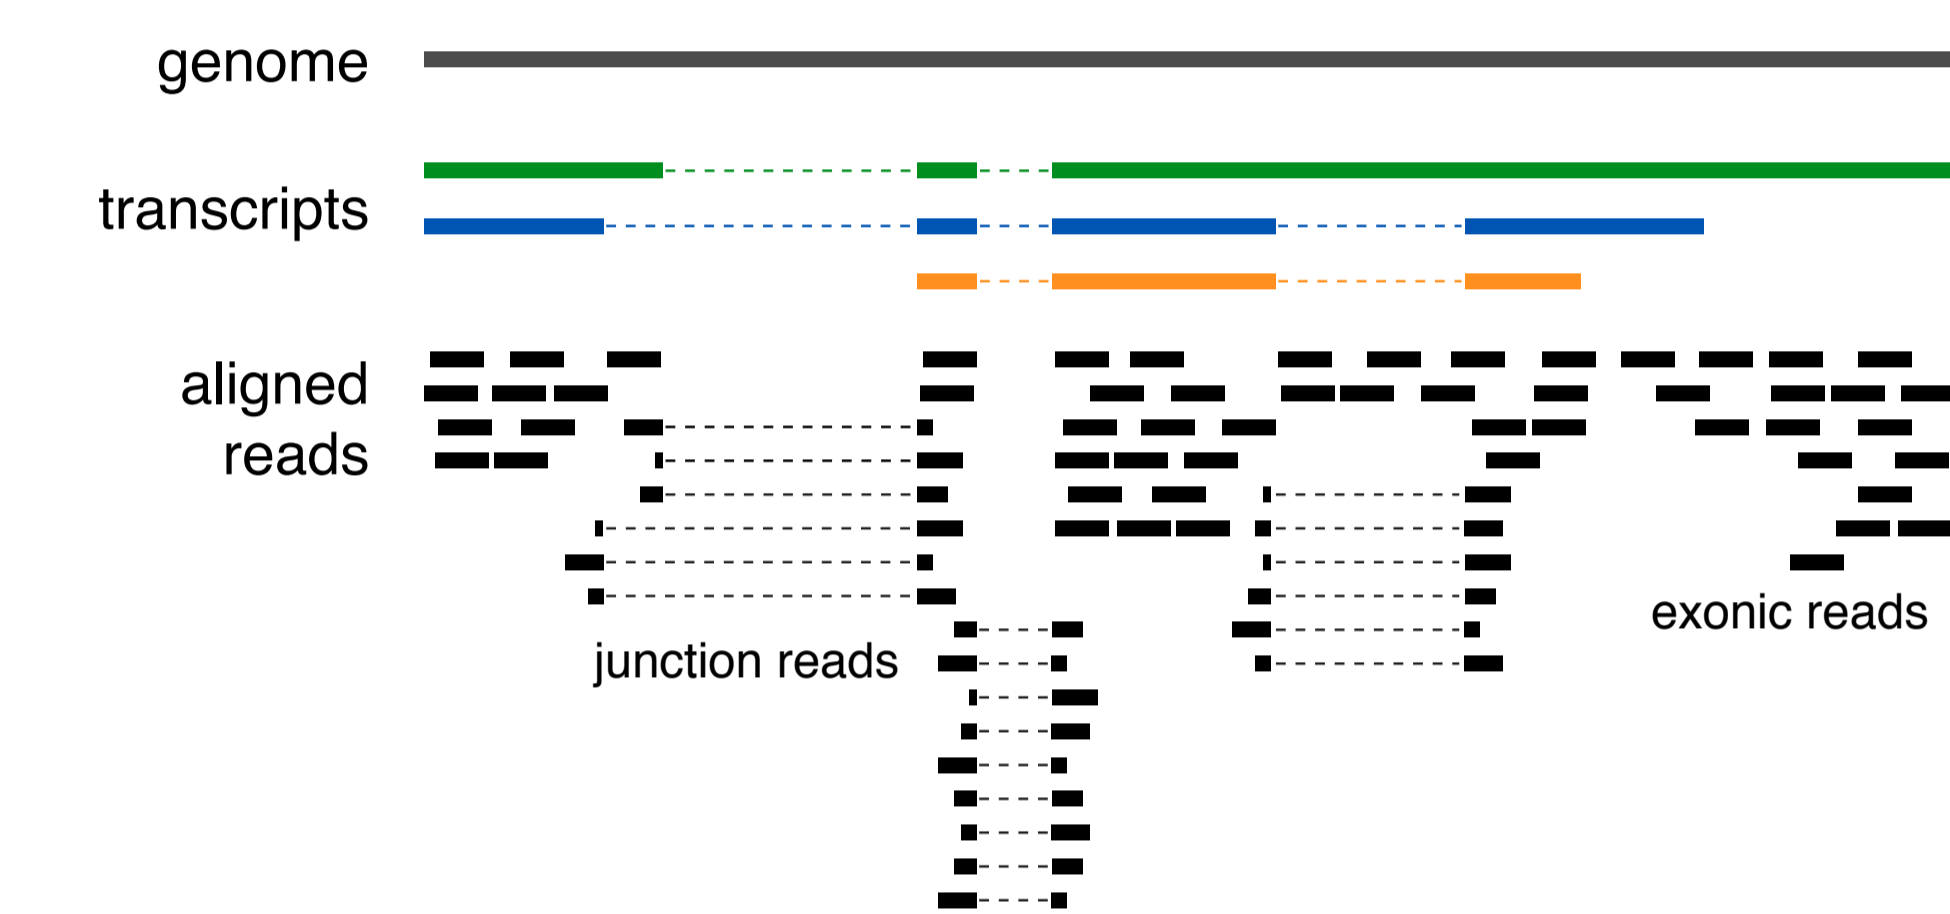 genome
transcripts
aligned
reads
exonic reads
junction reads